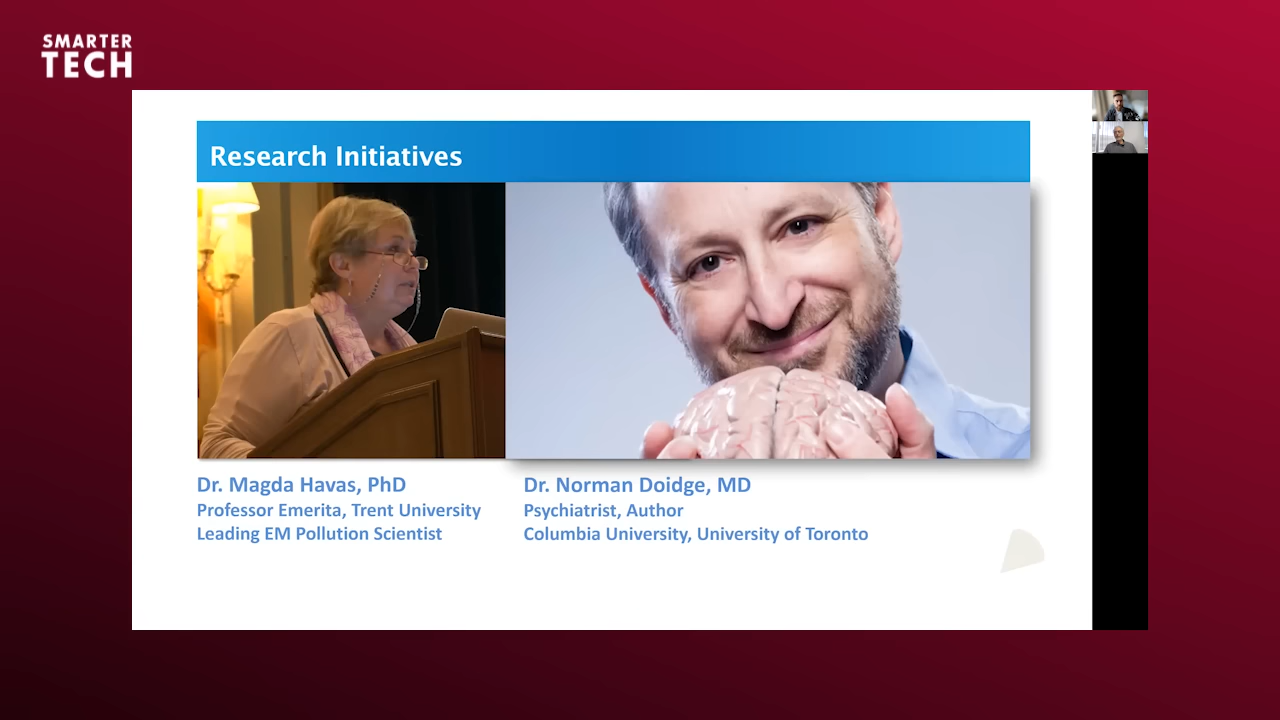 SMARTER
TECH
Research Initiatives
Dr. Magda Havas, PhD
Professor Emerita, Trent University
Leading EM Pollution Scientist
Dr. Norman Doidge, MD
Psychiatrist, Author
Columbia University, University of Toronto